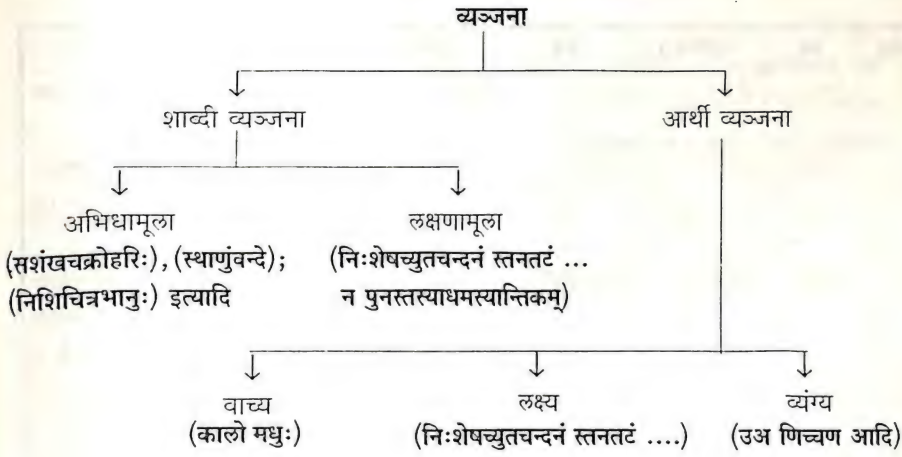 व्यञ्जना
शाब्दी व्यञ्जना आर्थी व्यञ्जना
अभिधामूला लक्षणामूला
(सशंखचक्रोहरिः), (स्थाणुंवन्दे); (निःशेषच्युतचन्दनं स्तनतटं ...
(निशिचित्रभानुः) इत्यादि न पुनस्तस्याधमस्यान्तिकम्)
वाच्य लक्ष्य व्यंग्य
(कालो मधुः) (निःशेषच्युतचन्दनं स्तनतटं ....) (उअ णिच्चण आदि)